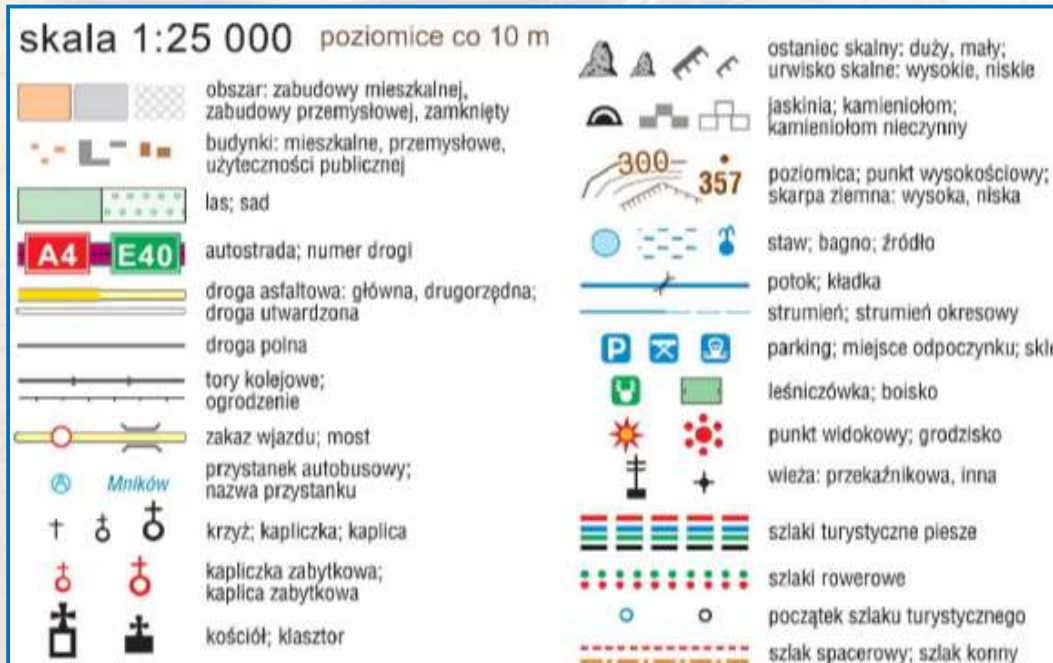 skala 1:25 000 poziomice co 10 m
obszar: zabudowy mieszkalnej,
zabudowy przemysłowej, zamknięty
budynki: mieszkalne, przemysłowe,
użyteczności publicznej
las; sad
A4 E40 autostrada; numer drogi
droga asfaltowa: główna, drugorzędna;
droga utwardzona
droga polna
tory kolejowe;
ogrodzenie
zakaz wjazdu; most
przystanek autobusowy;
A Mników nazwa przystanku
krzyż; kapliczka; kaplica
kapliczka zabytkowa;
kaplica zabytkowa
kościół; klasztor
ostaniec skalny: duży, mały;
urwisko skalne: wysokie, niskie
jaskinia; kamieniołom;
kamieniołom nieczynny
300 357 poziomica; punkt wysokościowy;
skarpa ziemna: wysoka, niska
staw; bagno; źródło
potok; kładka
strumień; strumień okresowy
P parking; miejsce odpoczynku; skle
leśniczówka; boisko
punkt widokowy; grodzisko
wieża: przekaźnikowa, inna
szlaki turystyczne piesze
szlaki rowerowe
początek szlaku turystycznego
szlak spacerowy; szlak konny